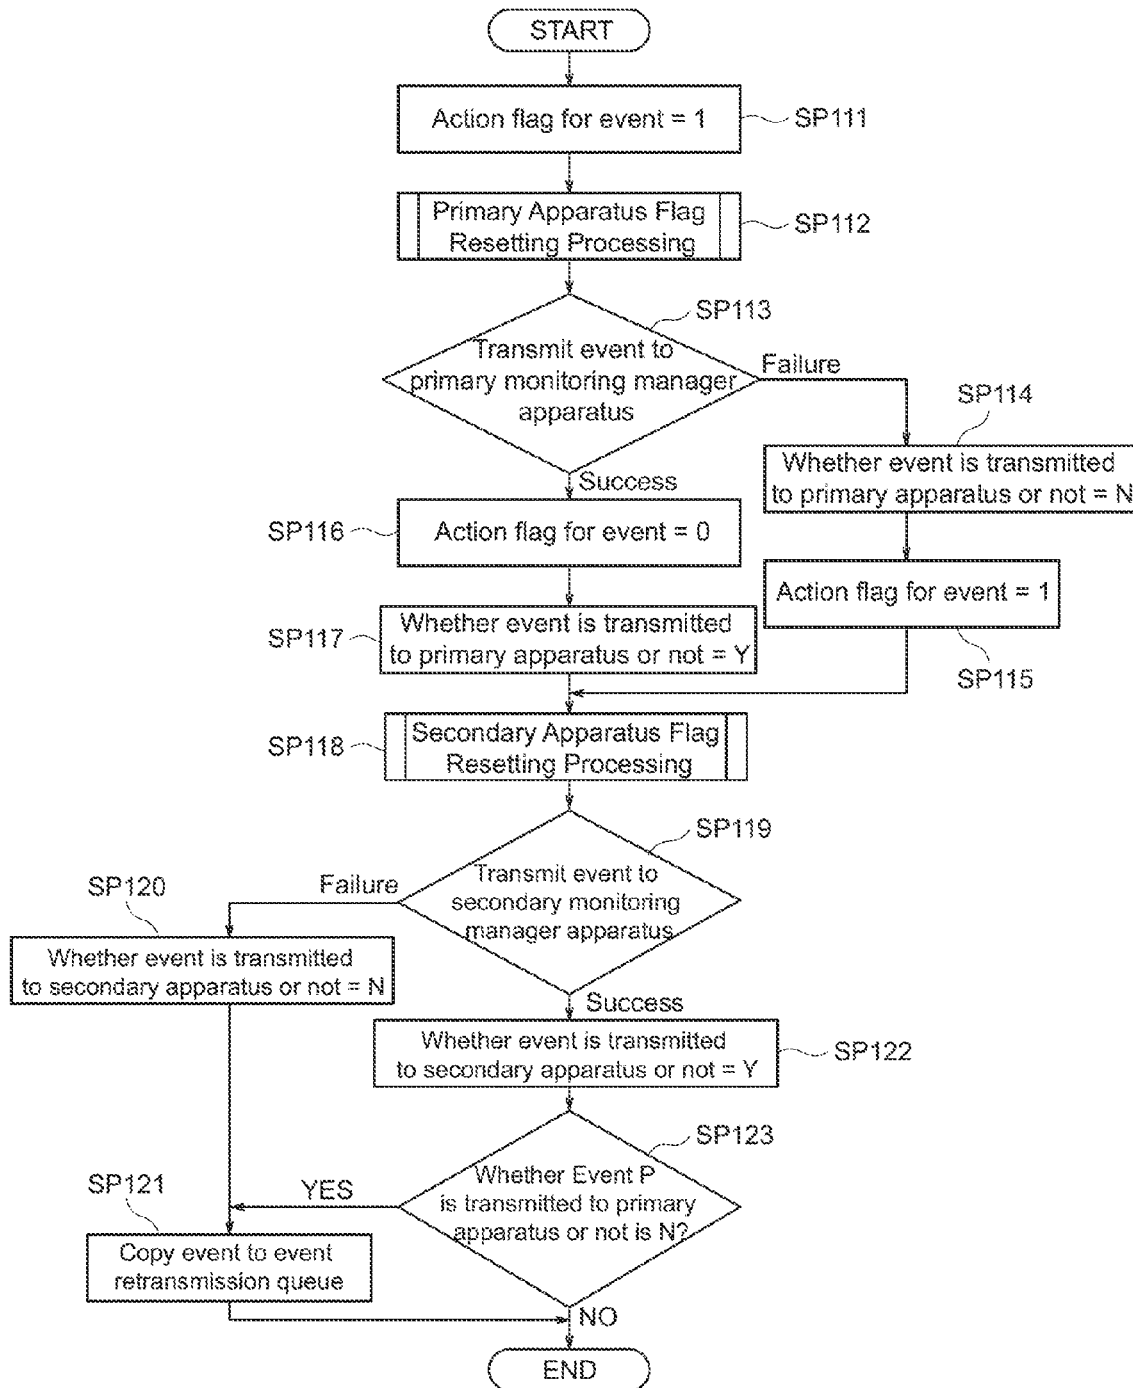 START
Action flag for event = 1
SP111
Primary Apparatus Flag
Resetting Processing
SP112
SP113
Transmit event to
primary monitoring manager
apparatus
Failure
SP114
Whether event is transmitted
to primary apparatus or not = N
Success
SP116
Action flag for event = 0
Action flag for event = 1
SP115
SP117
Whether event is transmitted
to primary apparatus or not = Y
SP118
Secondary Apparatus Flag
Resetting Processing
SP119
Transmit event to
secondary monitoring
manager apparatus
Failure
SP120
Whether event is transmitted
to secondary apparatus or not = N
Success
Whether event is transmitted
to secondary apparatus or not = Y
SP122
SP123
Whether Event P
is transmitted to primary
apparatus or not is N?
YES
SP121
Copy event to event
retransmission queue
NO
END